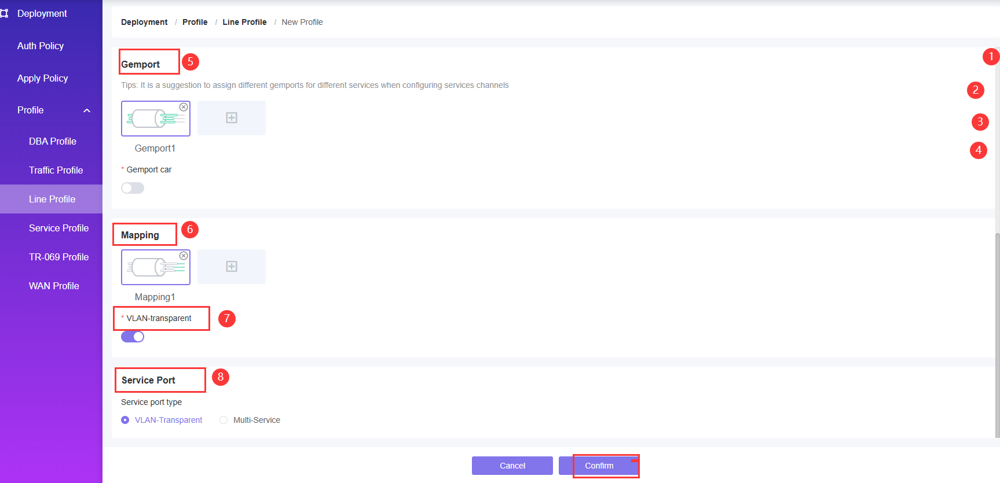 Deployment
Auth Policy
Apply Policy
Profile
DBA Profile
Traffic Profile
Line Profile
Service Profile
TR-069 Profile
WAN Profile
Deployment / Profile / Line Profile / New Profile
1
Gemport 5
Tips: It is a suggestion to assign different gemports for different services when configuring services channels
2
3
4
Gemport1
* Gemport car
Mapping 6
Mapping1
* VLAN-transparent 7
Service Port 8
Service port type
VLAN-Transparent Multi-Service
Cancel Confirm